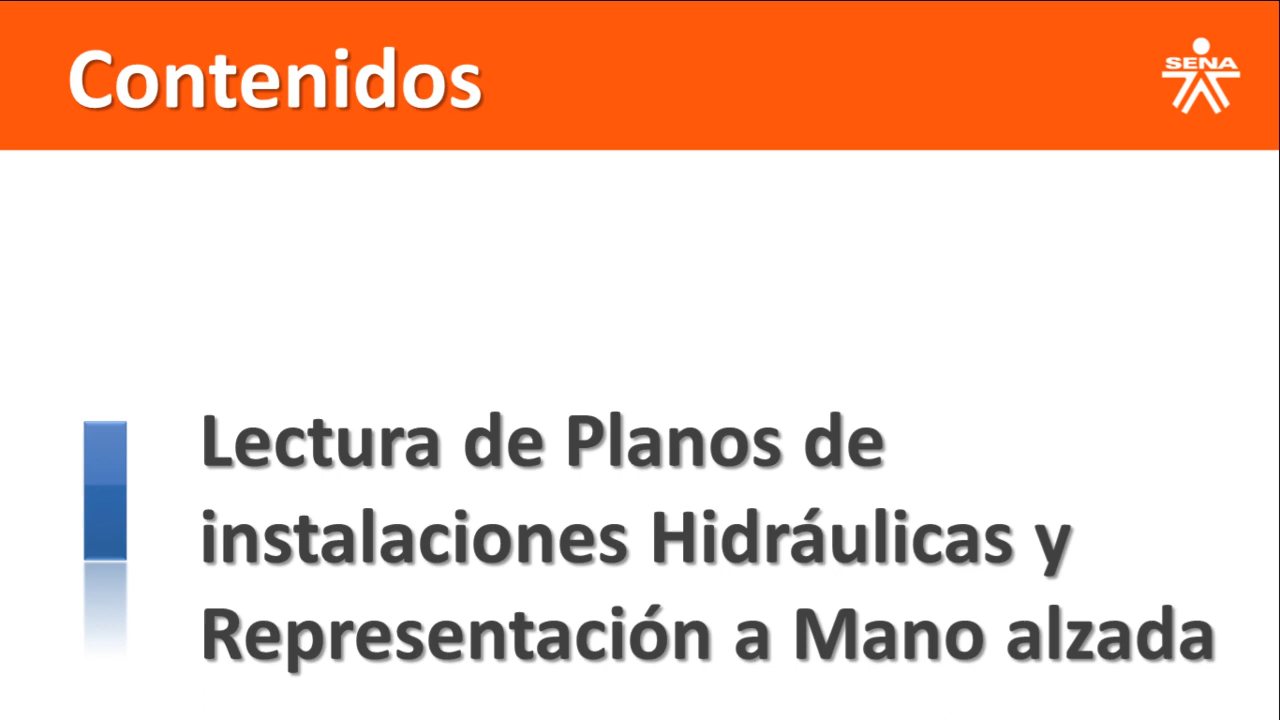 Contenidos
SENA
Lectura de Planos de
instalaciones Hidráulicas y
Representación a Mano alzada